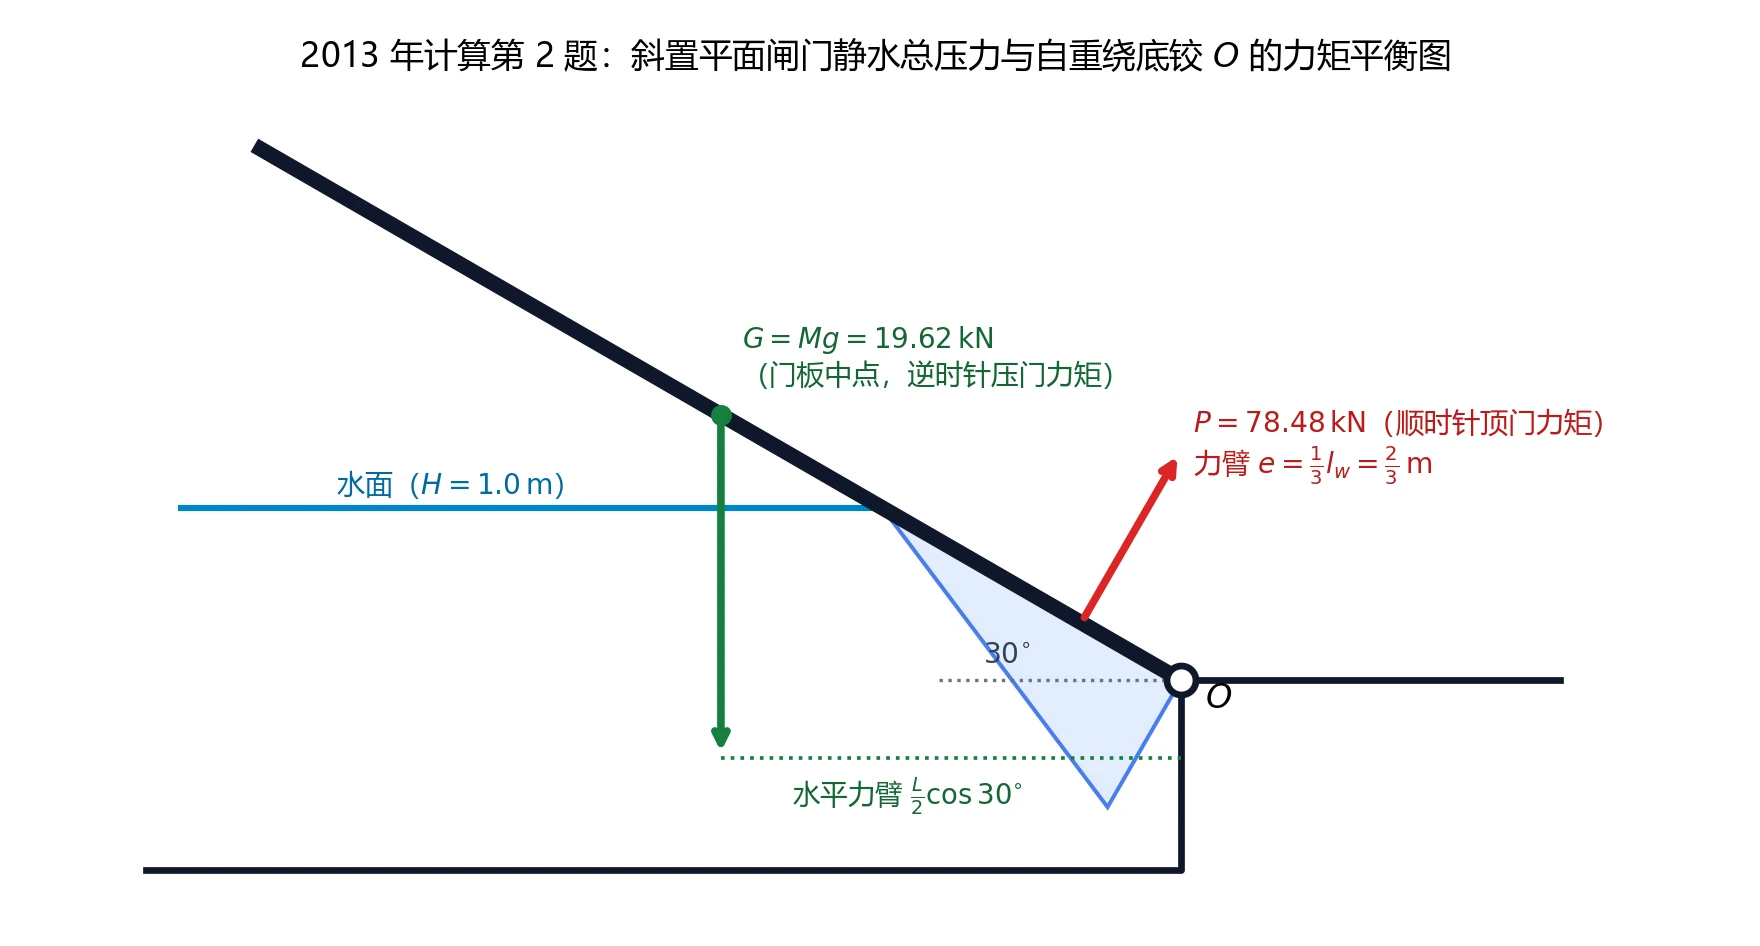 2013 年计算第 2 题：斜置平面闸门静水总压力与自重绕底铰 O 的力矩平衡图
G = Mg = 19.62 kN
（门板中点，逆时针压门力矩）
P = 78.48 kN（顺时针顶门力矩）
力臂 e = 1/3 l_w = 2/3 m
水面（H = 1.0 m）
30°
O
水平力臂 L/2 cos 30°